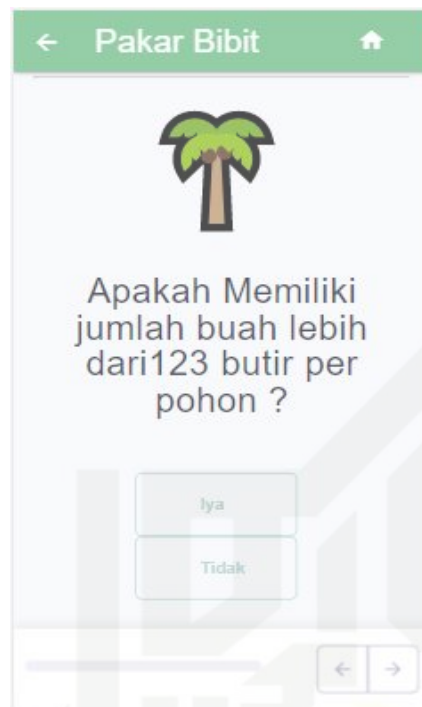 Pakar Bibit
Apakah Memiliki
jumlah buah lebih
dari123 butir per
pohon ?
Iya
Tidak